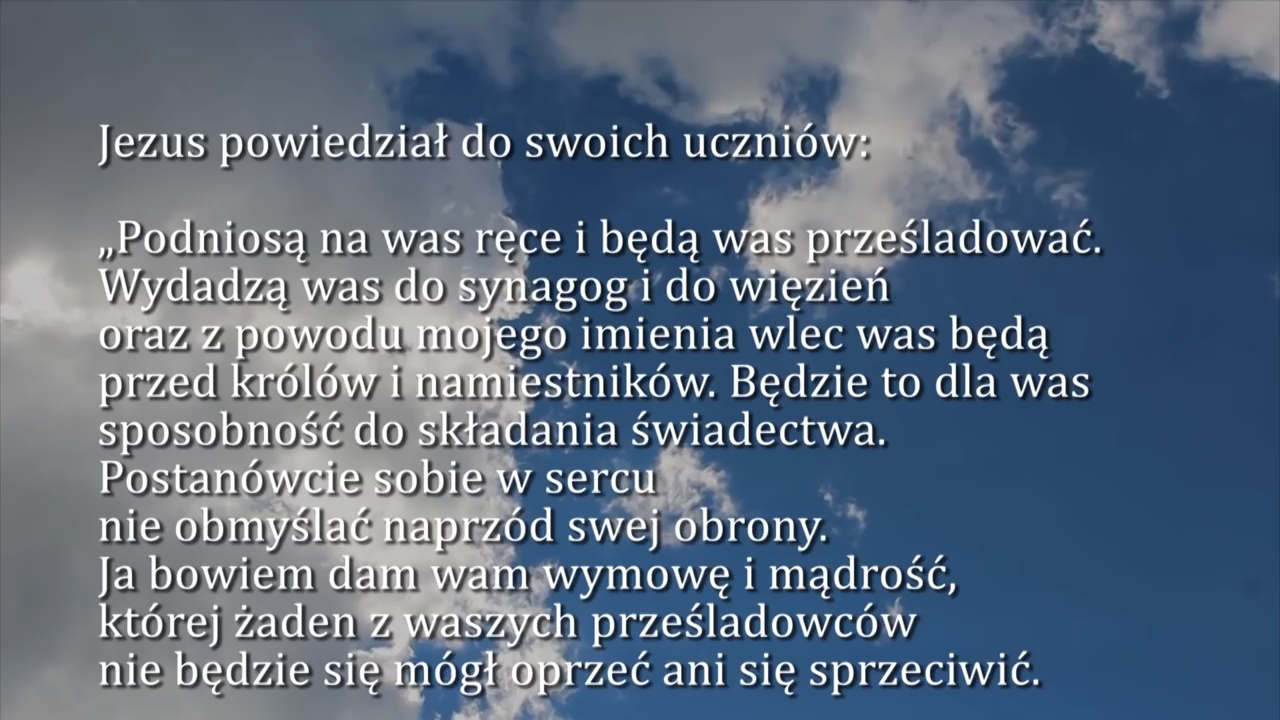 Jezus powiedział do swoich uczniów:
„Podniosą na was ręce i będą was prześladować.
Wydadzą was do synagog i do więzień
oraz z powodu mojego imienia wlec was będą
przed królów i namiestników. Będzie to dla was
sposobność do składania świadectwa.
Postanówcie sobie w sercu
nie obmyślać naprzód swej obrony.
Ja bowiem dam wam wymowę i mądrość,
której żaden z waszych prześladowców
nie będzie się mógł oprzeć ani się sprzeciwić.